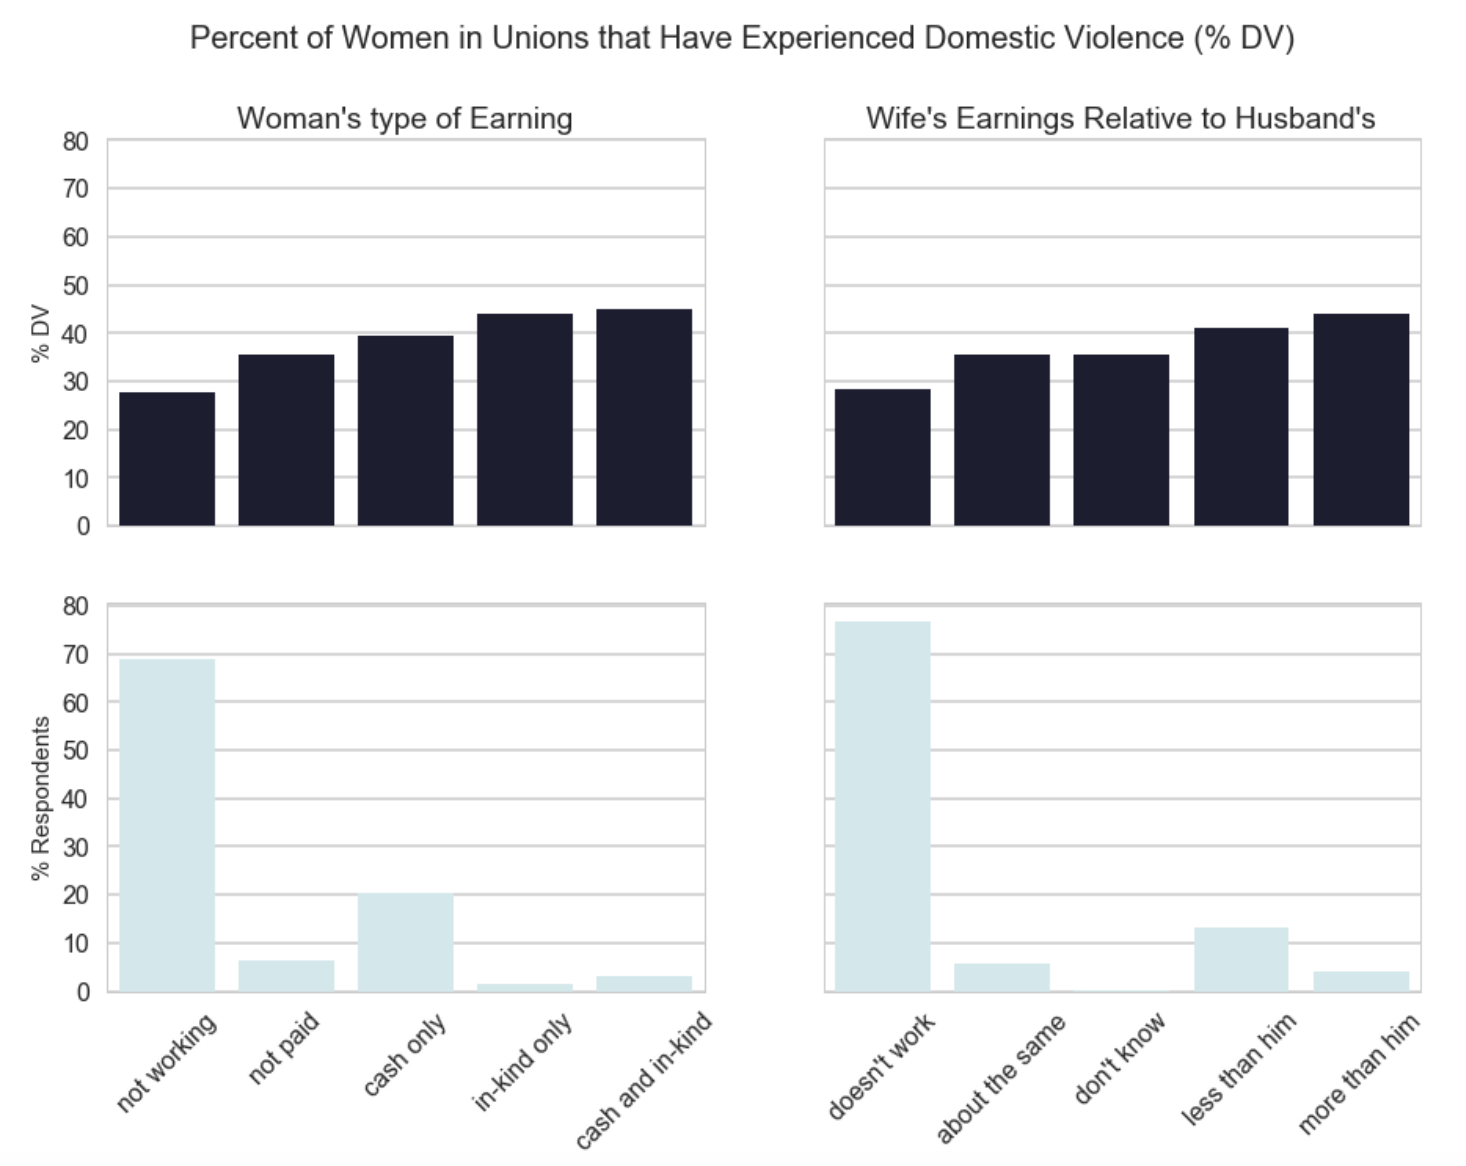 Percent of Women in Unions that Have Experienced Domestic Violence (% DV)
Woman's type of Earning
80
70
60
50
40
30
20
10
0
% DV
Wife's Earnings Relative to Husband's
80
70
60
50
40
30
20
10
0
% Respondents
not working
not paid
cash only
in-kind only
cash and in-kind
doesn't work
about the same
don't know
less than him
more than him